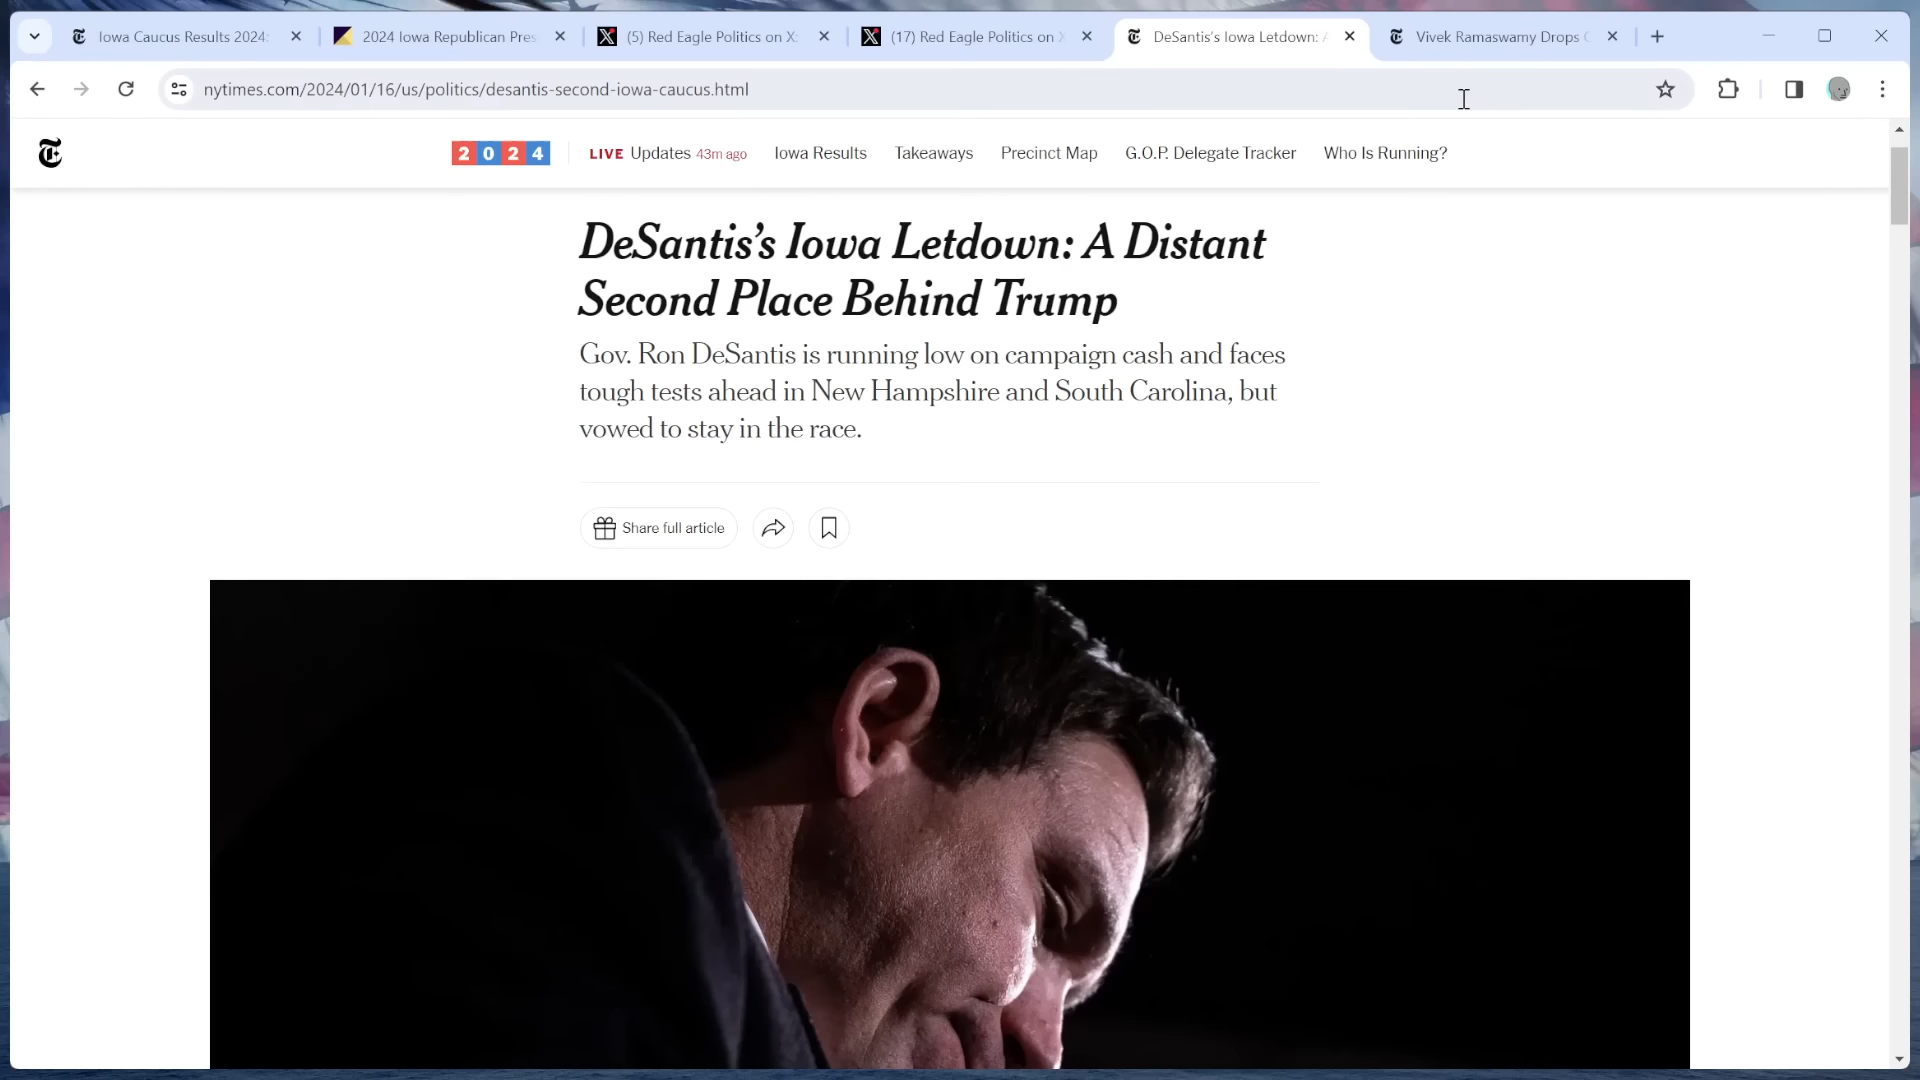 Iowa Caucus Results 2024:
2024 Iowa Republican Pres
(5) Red Eagle Politics on X:
(17) Red Eagle Politics on X
DeSantis's Iowa Letdown: A
Vivek Ramaswamy Drops O
nytimes.com/2024/01/16/us/politics/desantis-second-iowa-caucus.html
2024
LIVE Updates 43m ago
Iowa Results
Takeaways
Precinct Map
G.O.P. Delegate Tracker
Who Is Running?
DeSantis’s Iowa Letdown: A Distant
Second Place Behind Trump
Gov. Ron DeSantis is running low on campaign cash and faces
tough tests ahead in New Hampshire and South Carolina, but
vowed to stay in the race.
Share full article